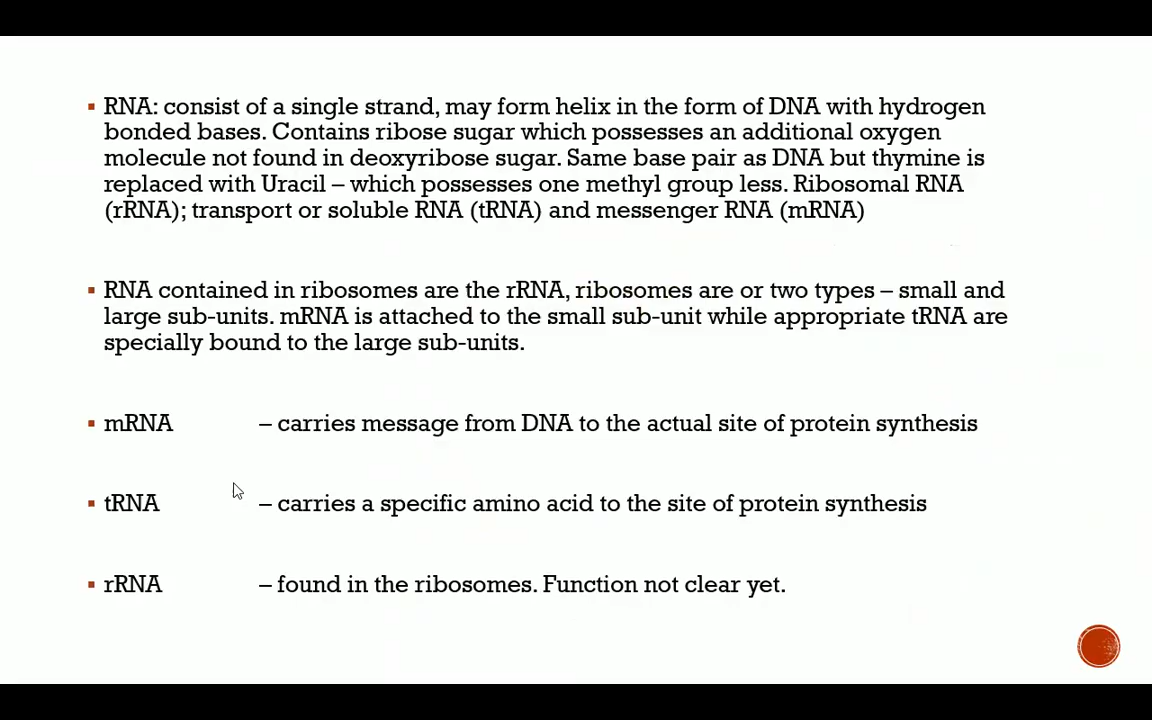 ▪ RNA: consist of a single strand, may form helix in the form of DNA with hydrogen
bonded bases. Contains ribose sugar which possesses an additional oxygen
molecule not found in deoxyribose sugar. Same base pair as DNA but thymine is
replaced with Uracil – which possesses one methyl group less. Ribosomal RNA
(rRNA); transport or soluble RNA (tRNA) and messenger RNA (mRNA)
▪ RNA contained in ribosomes are the rRNA, ribosomes are or two types – small and
large sub-units. mRNA is attached to the small sub-unit while appropriate tRNA are
specially bound to the large sub-units.
▪ mRNA – carries message from DNA to the actual site of protein synthesis
▪ tRNA – carries a specific amino acid to the site of protein synthesis
▪ rRNA – found in the ribosomes. Function not clear yet.